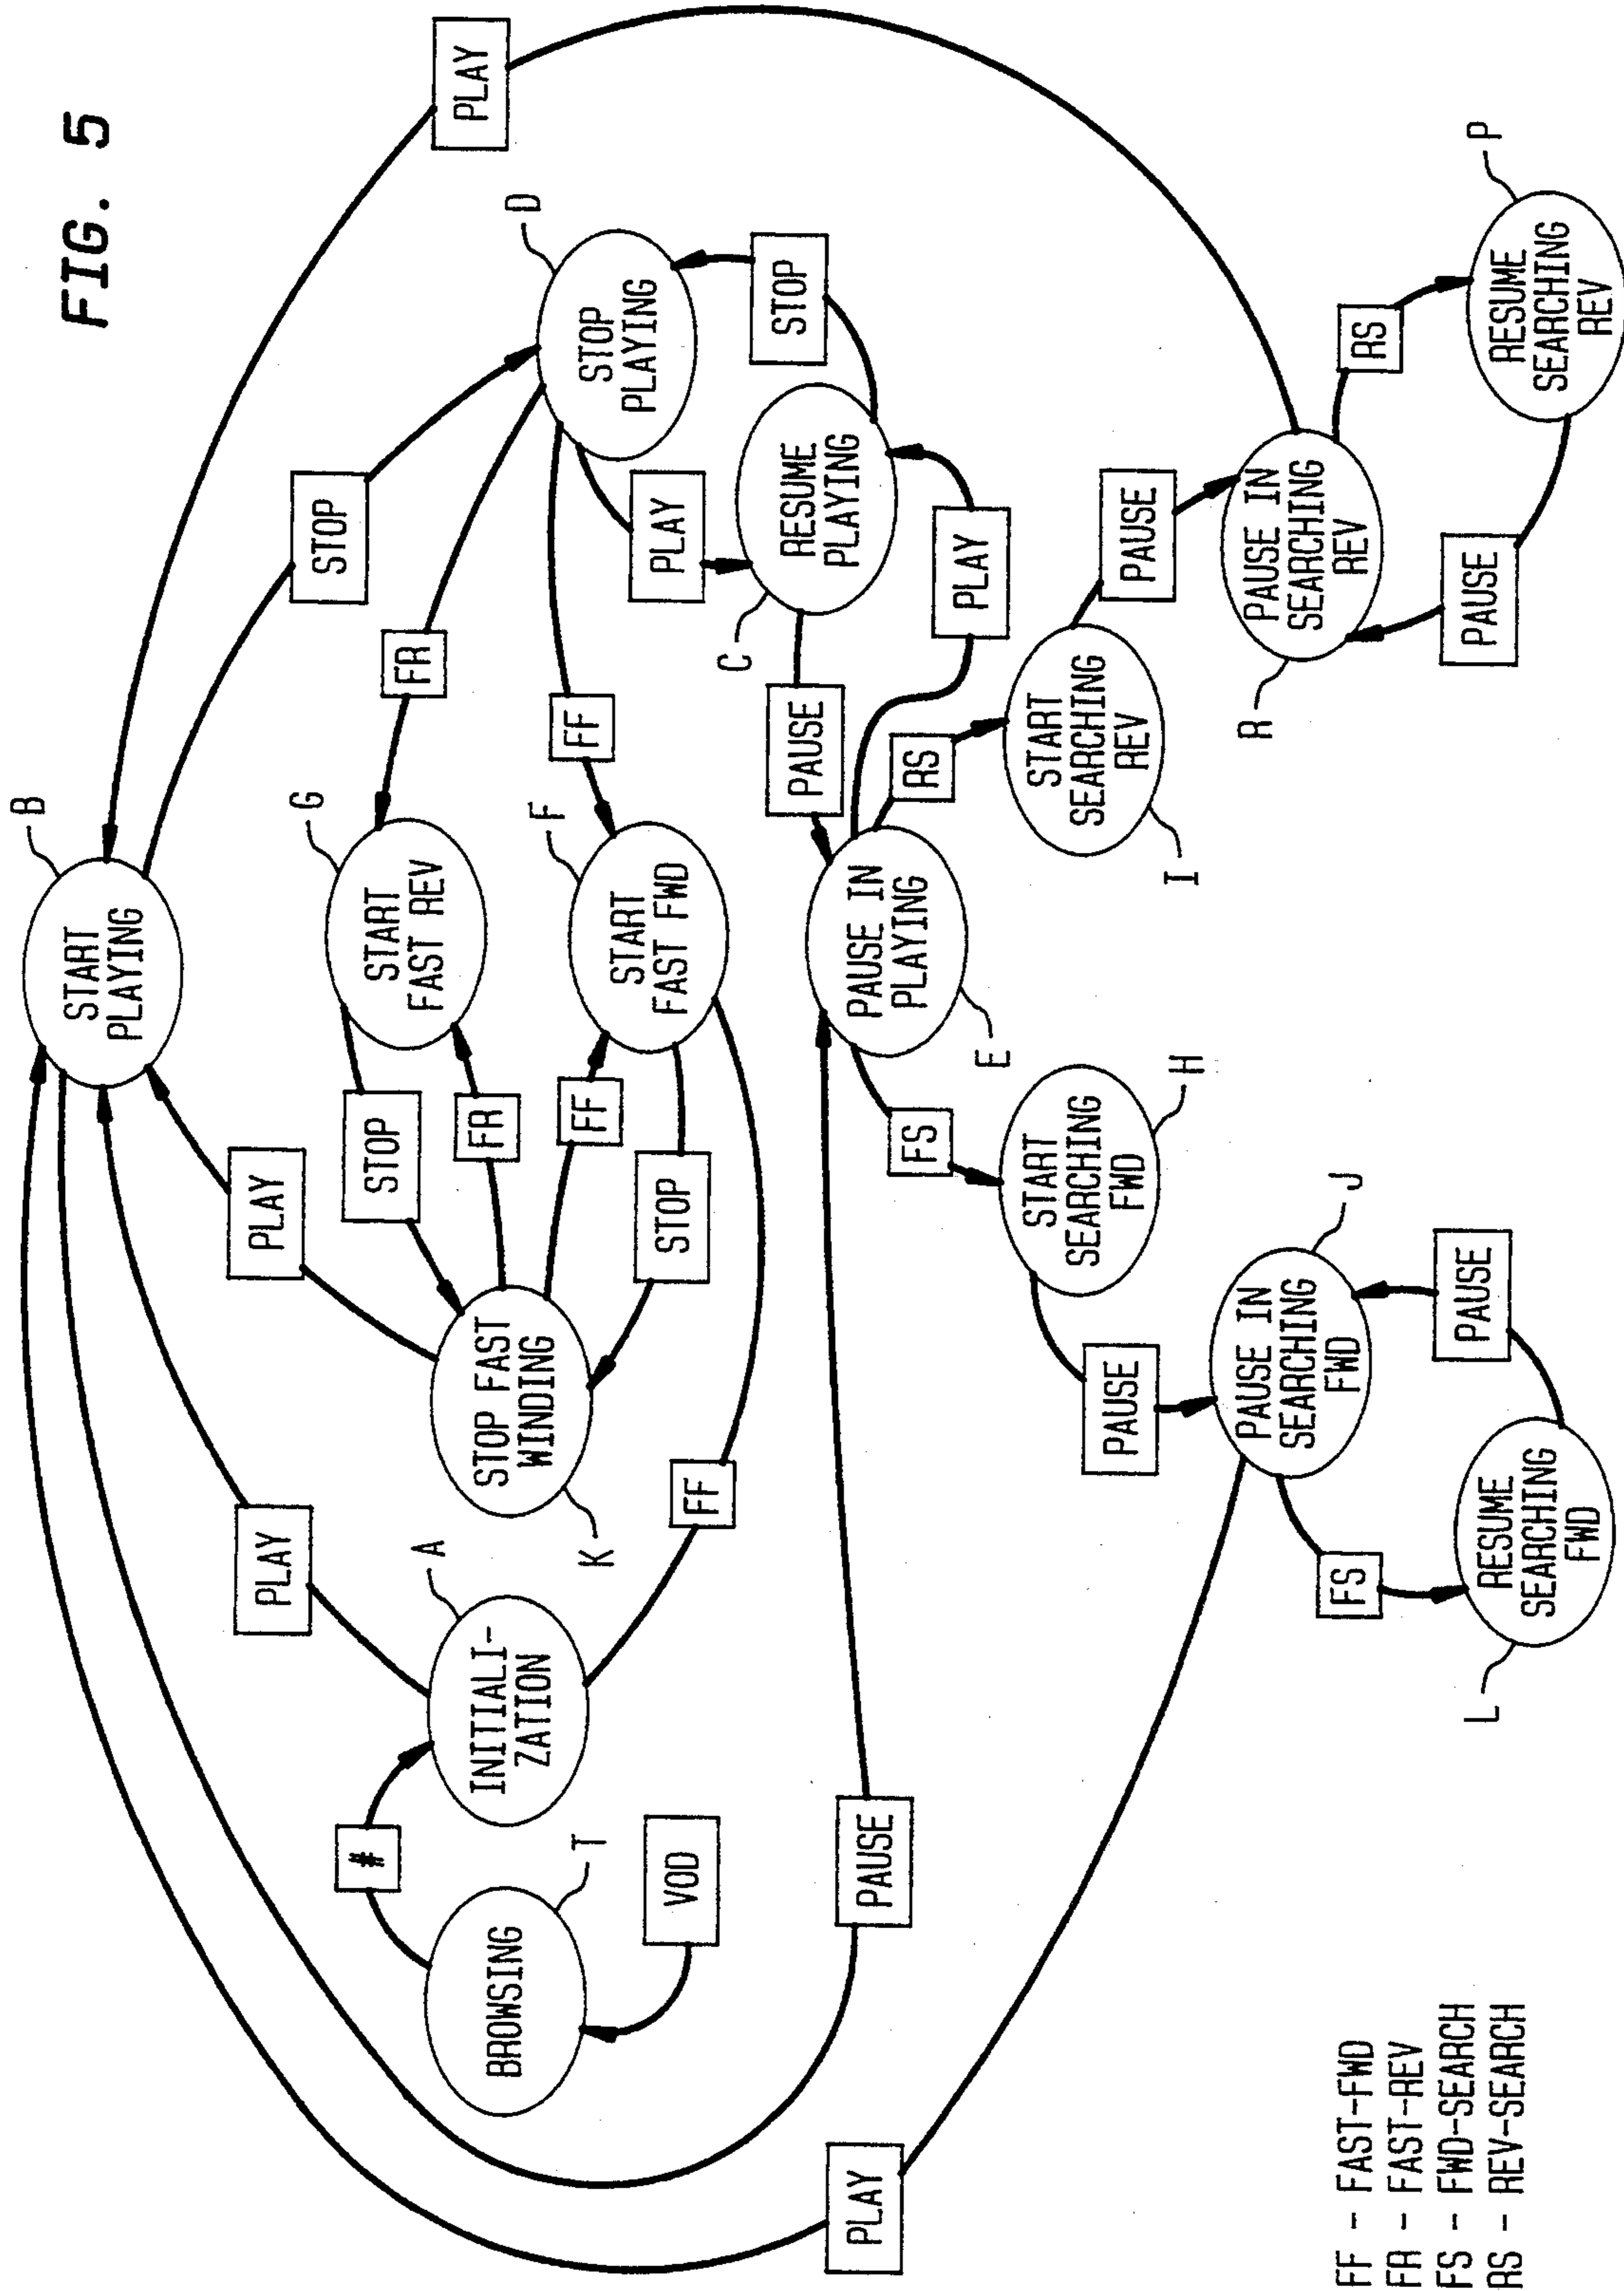 FIG. 5
START
PLAYING
B
PLAY
PLAY
PLAY
STOP
START
FAST REV
G
STOP
FR
FR
#
INITIALI-
ZATION
A
BROWSING
T
VOD
STOP FAST
WINDING
K
FF
STOP
FF
START
FAST FWD
F
FF
STOP
PLAYING
D
PLAY
STOP
RESUME
PLAYING
C
PAUSE
PLAY
PAUSE
PAUSE IN
PLAYING
E
RS
START
SEARCHING
REV
I
PAUSE
PAUSE IN
SEARCHING
REV
R
RS
RESUME
SEARCHING
REV
P
PAUSE
FS
START
SEARCHING
FWD
H
PLAY
PAUSE
PAUSE IN
SEARCHING
FWD
J
FS
RESUME
SEARCHING
FWD
L
PAUSE
FF - FAST-FWD
FR - FAST-REV
FS - FWD-SEARCH
RS - REV-SEARCH